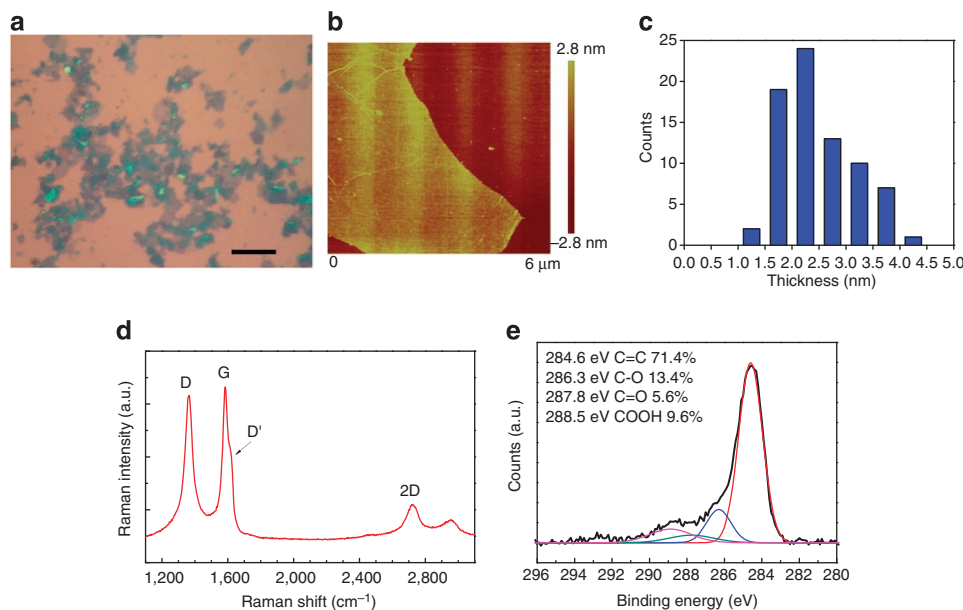 a
b
2.8 nm
–2.8 nm
0
6 μm
c
25
20
15
10
5
0
Counts
0.0 0.5 1.0 1.5 2.0 2.5 3.0 3.5 4.0 4.5 5.0
Thickness (nm)
d
D
G
D'
2D
Raman intensity (a.u.)
1,200 1,600 2,000 2,400 2,800
Raman shift (cm–1)
e
284.6 eV C=C 71.4%
286.3 eV C-O 13.4%
287.8 eV C=O 5.6%
288.5 eV COOH 9.6%
Counts (a.u.)
296 294 292 290 288 286 284 282 280
Binding energy (eV)